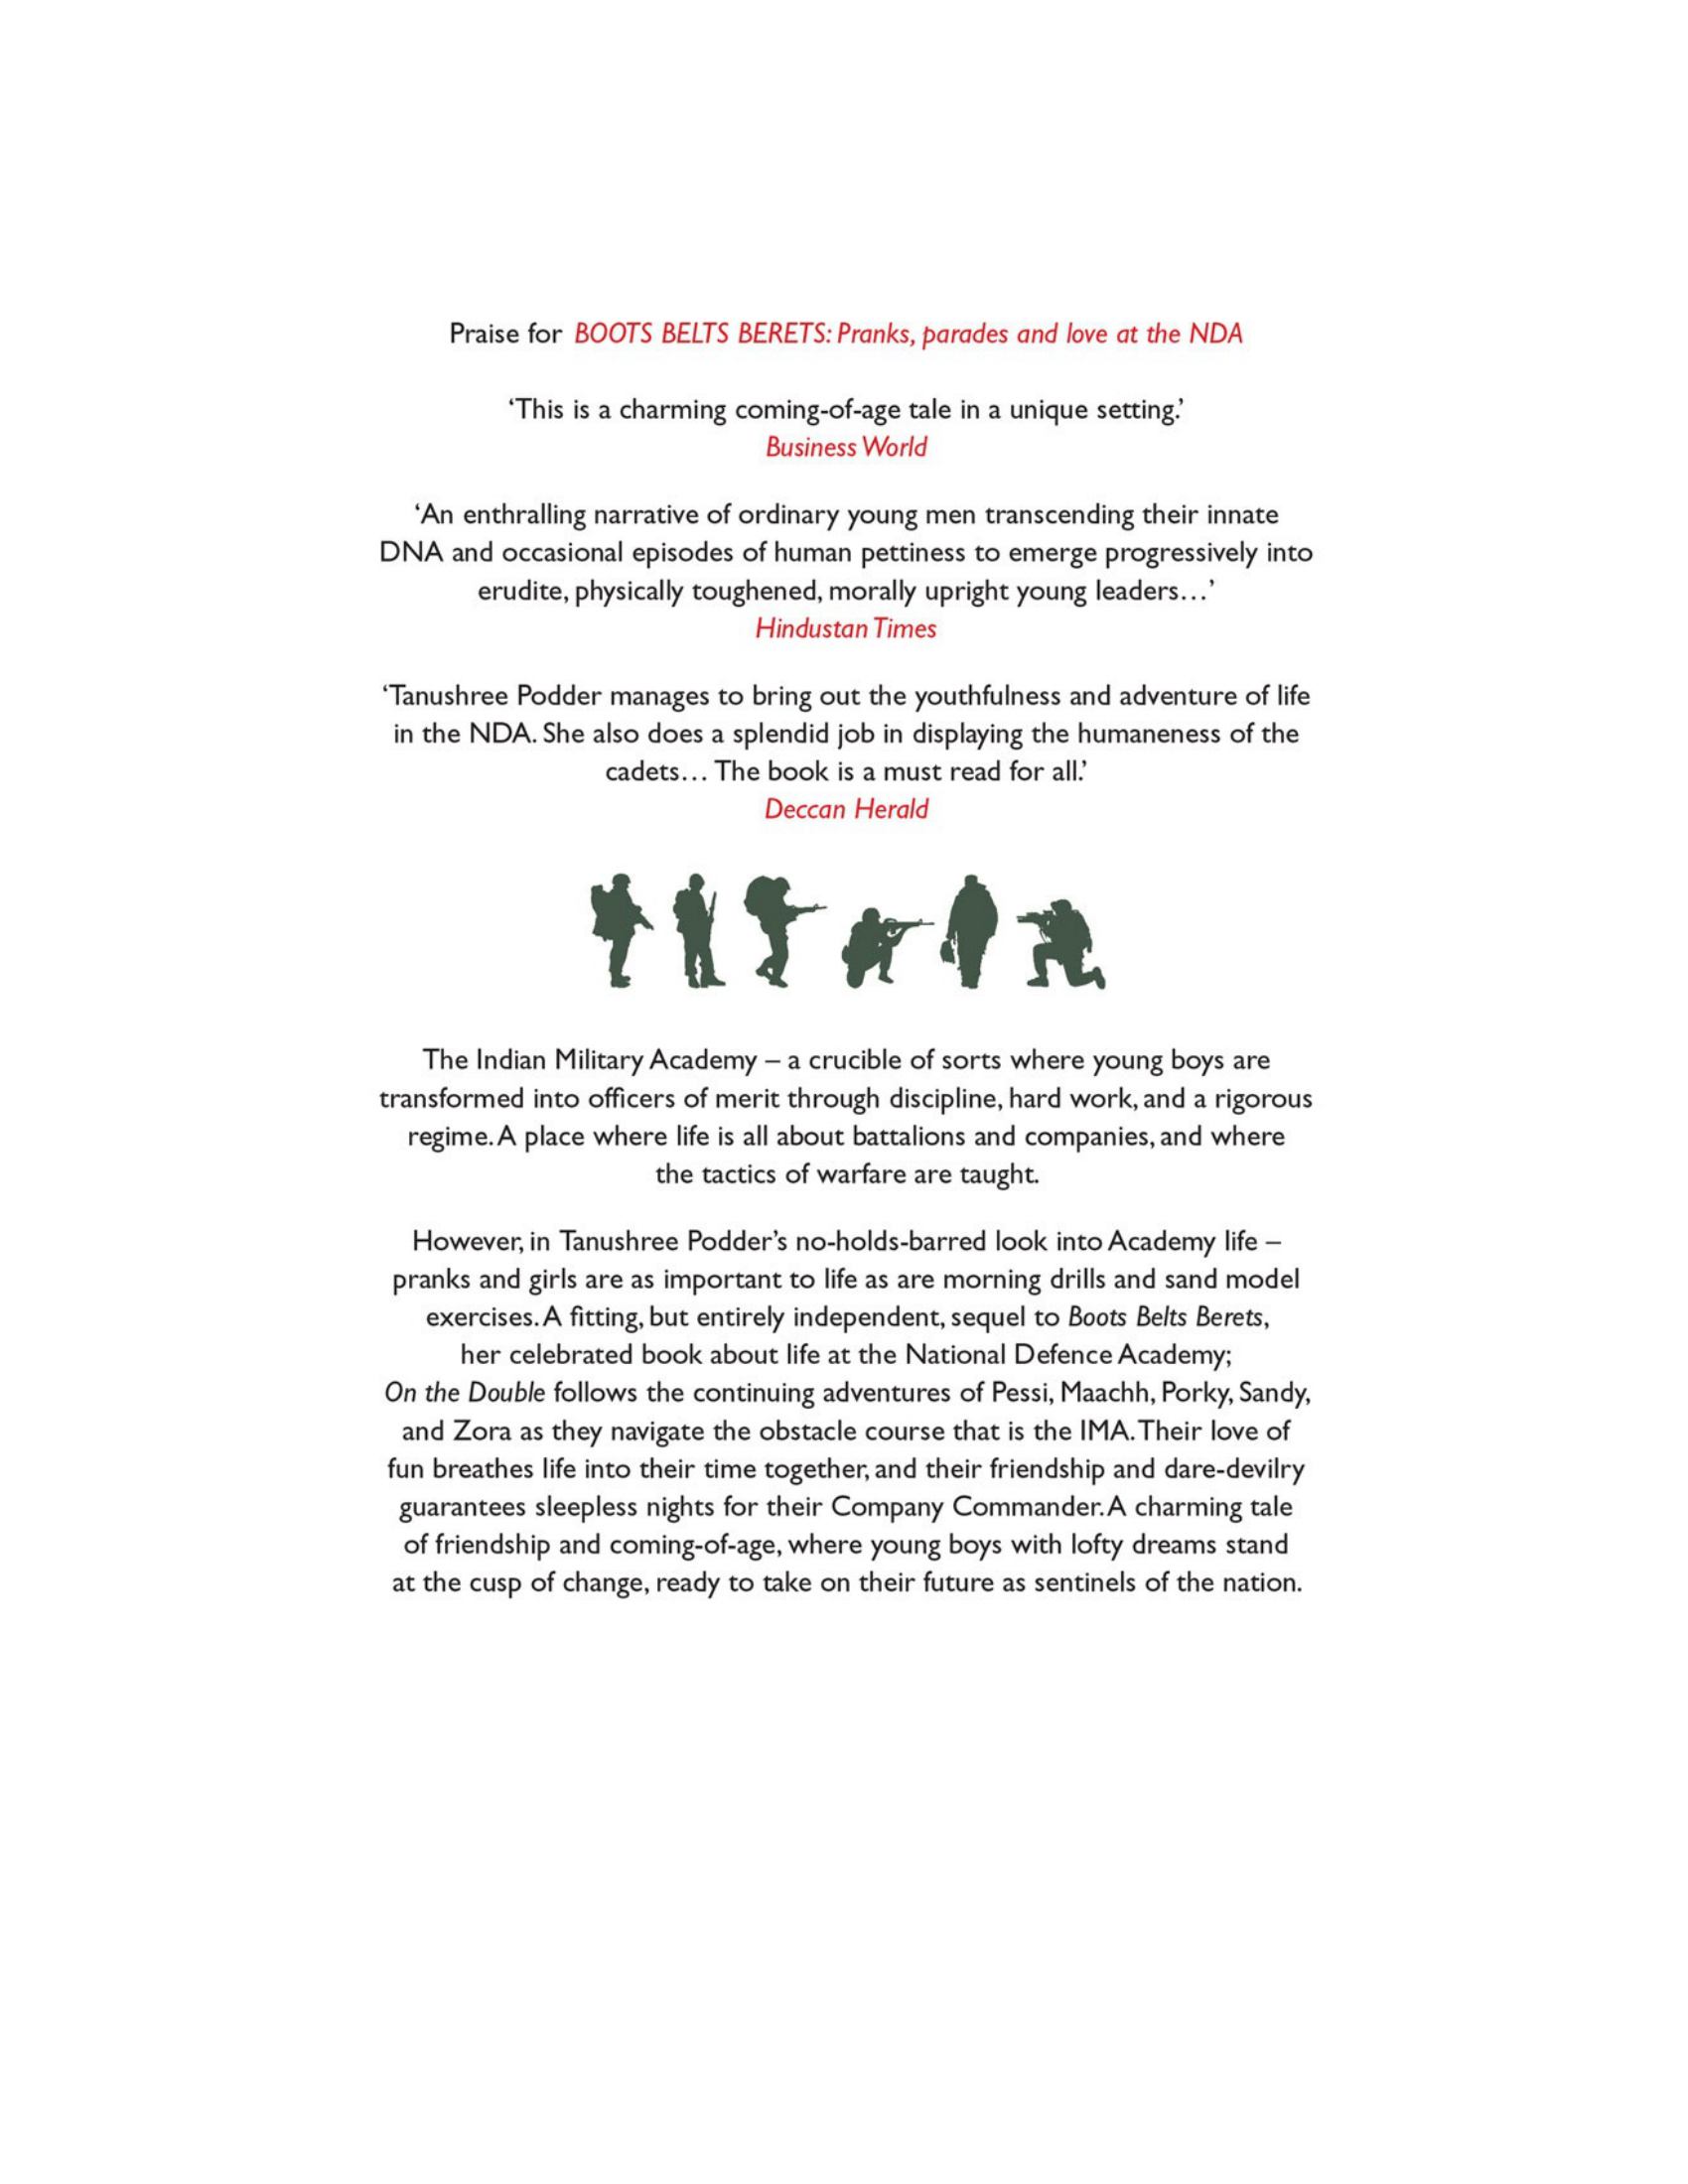 Praise for BOOTS BELTS BERETS: Pranks, parades and love at the NDA
‘This is a charming coming-of-age tale in a unique setting.’
Business World
‘An enthralling narrative of ordinary young men transcending their innate
DNA and occasional episodes of human pettiness to emerge progressively into
erudite, physically toughened, morally upright young leaders…’
Hindustan Times
‘Tanushree Podder manages to bring out the youthfulness and adventure of life
in the NDA. She also does a splendid job in displaying the humaneness of the
cadets… The book is a must read for all.’
Deccan Herald
The Indian Military Academy – a crucible of sorts where young boys are
transformed into officers of merit through discipline, hard work, and a rigorous
regime. A place where life is all about battalions and companies, and where
the tactics of warfare are taught.
However, in Tanushree Podder’s no-holds-barred look into Academy life –
pranks and girls are as important to life as are morning drills and sand model
exercises. A fitting, but entirely independent, sequel to Boots Belts Berets,
her celebrated book about life at the National Defence Academy;
On the Double follows the continuing adventures of Pessi, Maachh, Porky, Sandy,
and Zora as they navigate the obstacle course that is the IMA. Their love of
fun breathes life into their time together, and their friendship and dare-devilry
guarantees sleepless nights for their Company Commander. A charming tale
of friendship and coming-of-age, where young boys with lofty dreams stand
at the cusp of change, ready to take on their future as sentinels of the nation.